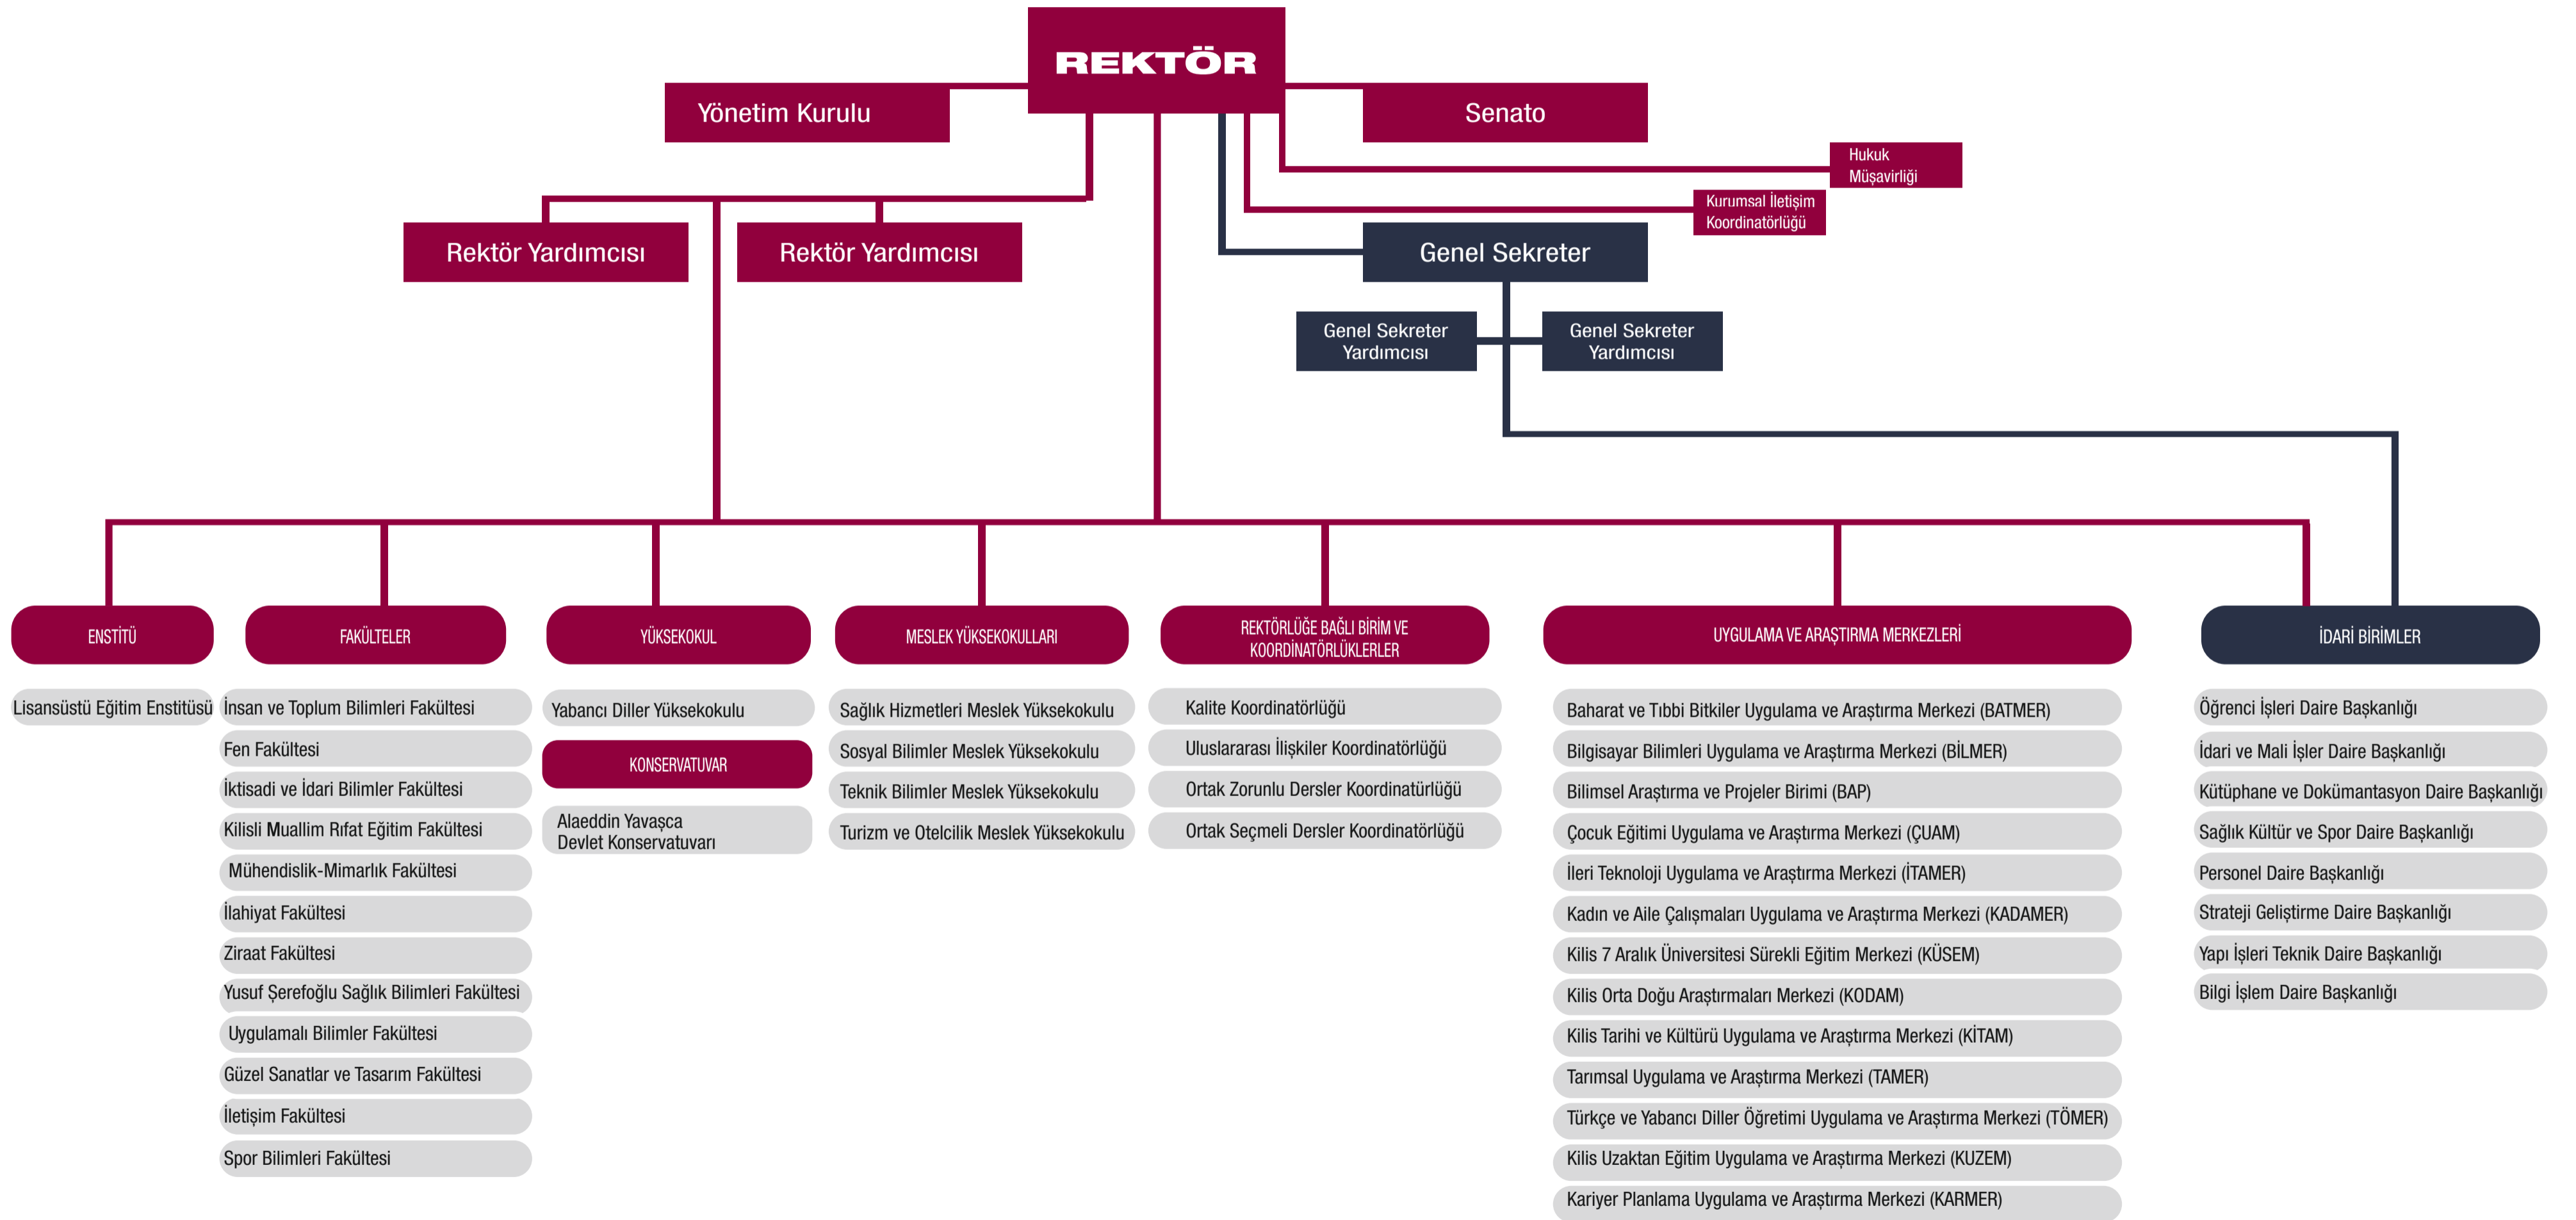 REKTÖR
Yönetim Kurulu
Senato
Hukuk
Müşavirliği
Kurumsal İletişim
Koordinatörlüğü
Rektör Yardımcısı
Rektör Yardımcısı
Genel Sekreter
Genel Sekreter
Yardımcısı
Genel Sekreter
Yardımcısı
ENSTİTÜ
Lisansüstü Eğitim Enstitüsü
FAKÜLTELER
İnsan ve Toplum Bilimleri Fakültesi
Fen Fakültesi
İktisadi ve İdari Bilimler Fakültesi
Kilisli Muallim Rıfat Eğitim Fakültesi
Mühendislik-Mimarlık Fakültesi
İlahiyat Fakültesi
Ziraat Fakültesi
Yusuf Şerefoğlu Sağlık Bilimleri Fakültesi
Uygulamalı Bilimler Fakültesi
Güzel Sanatlar ve Tasarım Fakültesi
İletişim Fakültesi
Spor Bilimleri Fakültesi
YÜKSEKOKUL
Yabancı Diller Yüksekokulu
KONSERVATUVAR
Alaeddin Yavaşca
Devlet Konservatuvarı
MESLEK YÜKSEKOKULLARI
Sağlık Hizmetleri Meslek Yüksekokulu
Sosyal Bilimler Meslek Yüksekokulu
Teknik Bilimler Meslek Yüksekokulu
Turizm ve Otelcilik Meslek Yüksekokulu
REKTÖRLÜĞE BAĞLI BİRİM VE
KOORDİNATÖRLÜKLERLER
Kalite Koordinatörlüğü
Uluslararası İlişkiler Koordinatörlüğü
Ortak Zorunlu Dersler Koordinatürlüğü
Ortak Seçmeli Dersler Koordinatörlüğü
UYGULAMA VE ARAŞTIRMA MERKEZLERİ
Baharat ve Tıbbi Bitkiler Uygulama ve Araştırma Merkezi (BATMER)
Bilgisayar Bilimleri Uygulama ve Araştırma Merkezi (BİLMER)
Bilimsel Araştırma ve Projeler Birimi (BAP)
Çocuk Eğitimi Uygulama ve Araştırma Merkezi (ÇUAM)
İleri Teknoloji Uygulama ve Araştırma Merkezi (İTAMER)
Kadın ve Aile Çalışmaları Uygulama ve Araştırma Merkezi (KADAMER)
Kilis 7 Aralık Üniversitesi Sürekli Eğitim Merkezi (KÜSEM)
Kilis Orta Doğu Araştırmaları Merkezi (KODAM)
Kilis Tarihi ve Kültürü Uygulama ve Araştırma Merkezi (KİTAM)
Tarımsal Uygulama ve Araştırma Merkezi (TAMER)
Türkçe ve Yabancı Diller Öğretimi Uygulama ve Araştırma Merkezi (TÖMER)
Kilis Uzaktan Eğitim Uygulama ve Araştırma Merkezi (KUZEM)
Kariyer Planlama Uygulama ve Araştırma Merkezi (KARMER)
İDARİ BİRİMLER
Öğrenci İşleri Daire Başkanlığı
İdari ve Mali İşler Daire Başkanlığı
Kütüphane ve Dokümantasyon Daire Başkanlığı
Sağlık Kültür ve Spor Daire Başkanlığı
Personel Daire Başkanlığı
Strateji Geliştirme Daire Başkanlığı
Yapı İşleri Teknik Daire Başkanlığı
Bilgi İşlem Daire Başkanlığı